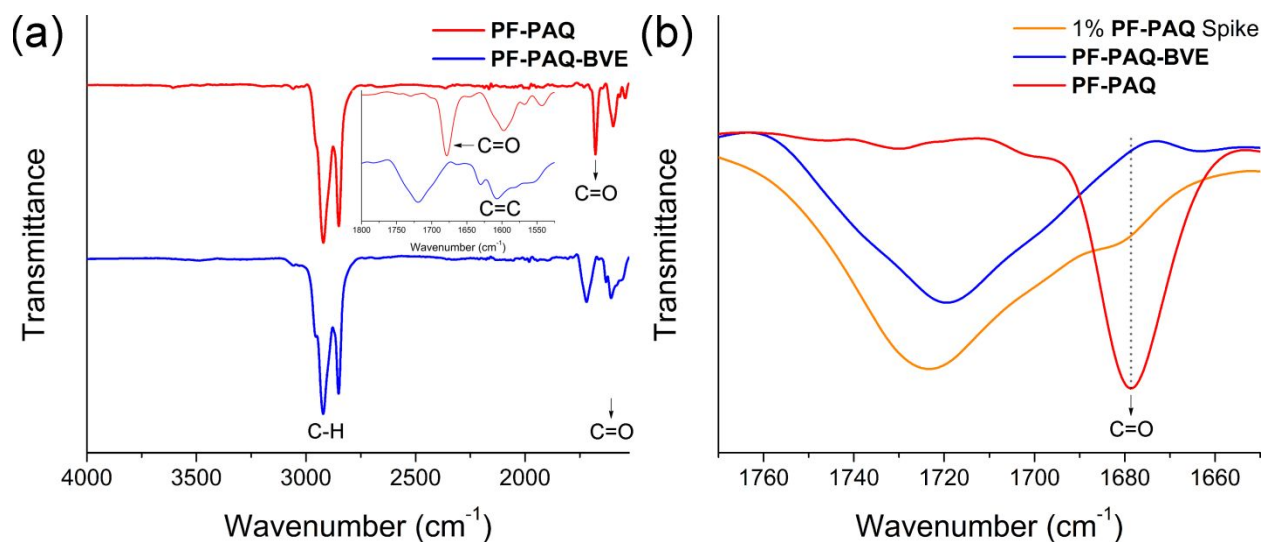 (a)
PF-PAQ
PF-PAQ-BVE
Transmittance
C=O
C=C
1800 1750 1700 1650 1600 1550
Wavenumber (cm-1)
C=O
C-H
C=O
4000 3500 3000 2500 2000
Wavenumber (cm-1)
(b)
1% PF-PAQ Spike
PF-PAQ-BVE
PF-PAQ
Transmittance
C=O
1760 1740 1720 1700 1680 1660
Wavenumber (cm-1)